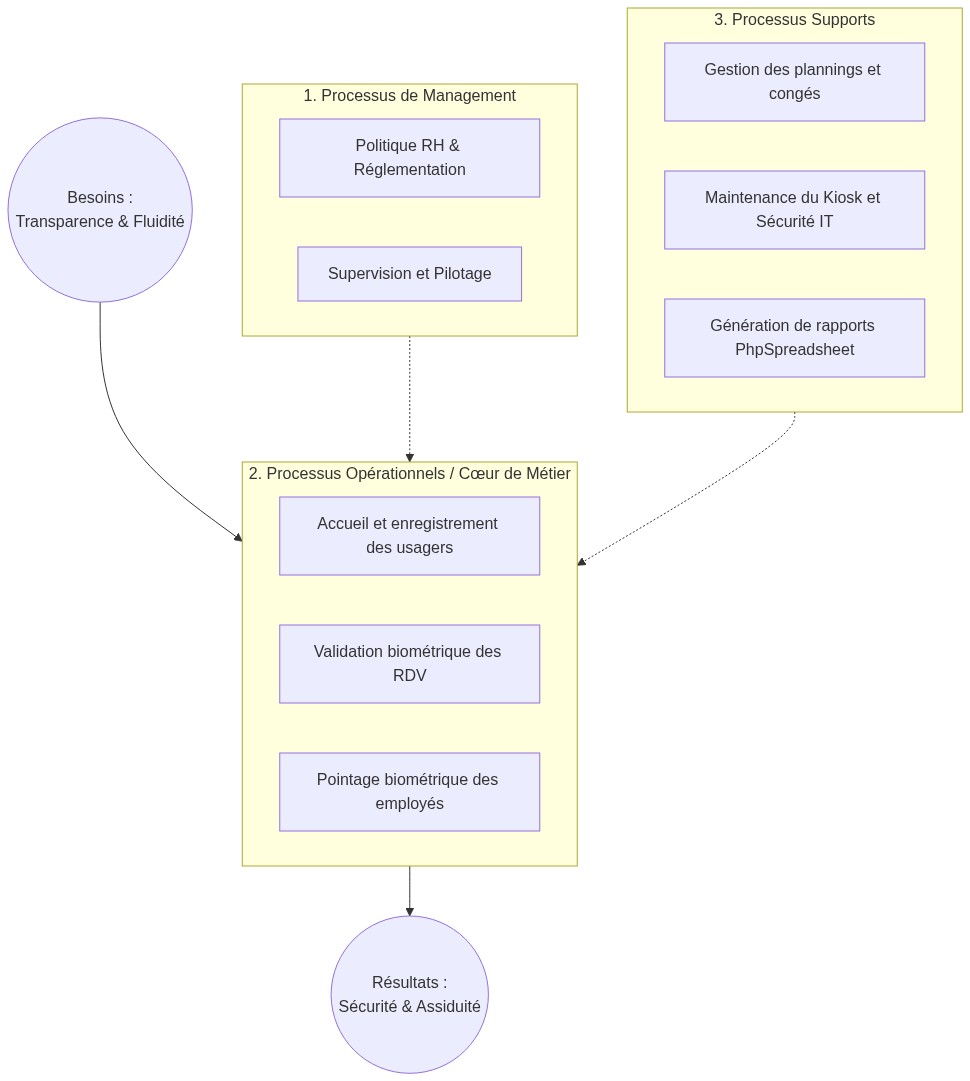 Besoins :
Transparence & Fluidité
1. Processus de Management
Politique RH &
Réglementation
Supervision et Pilotage
3. Processus Supports
Gestion des plannings et
congés
Maintenance du Kiosk et
Sécurité IT
Génération de rapports
PhpSpreadsheet
2. Processus Opérationnels / Cœur de Métier
Accueil et enregistrement
des usagers
Validation biométrique des
RDV
Pointage biométrique des
employés
Résultats :
Sécurité & Assiduité